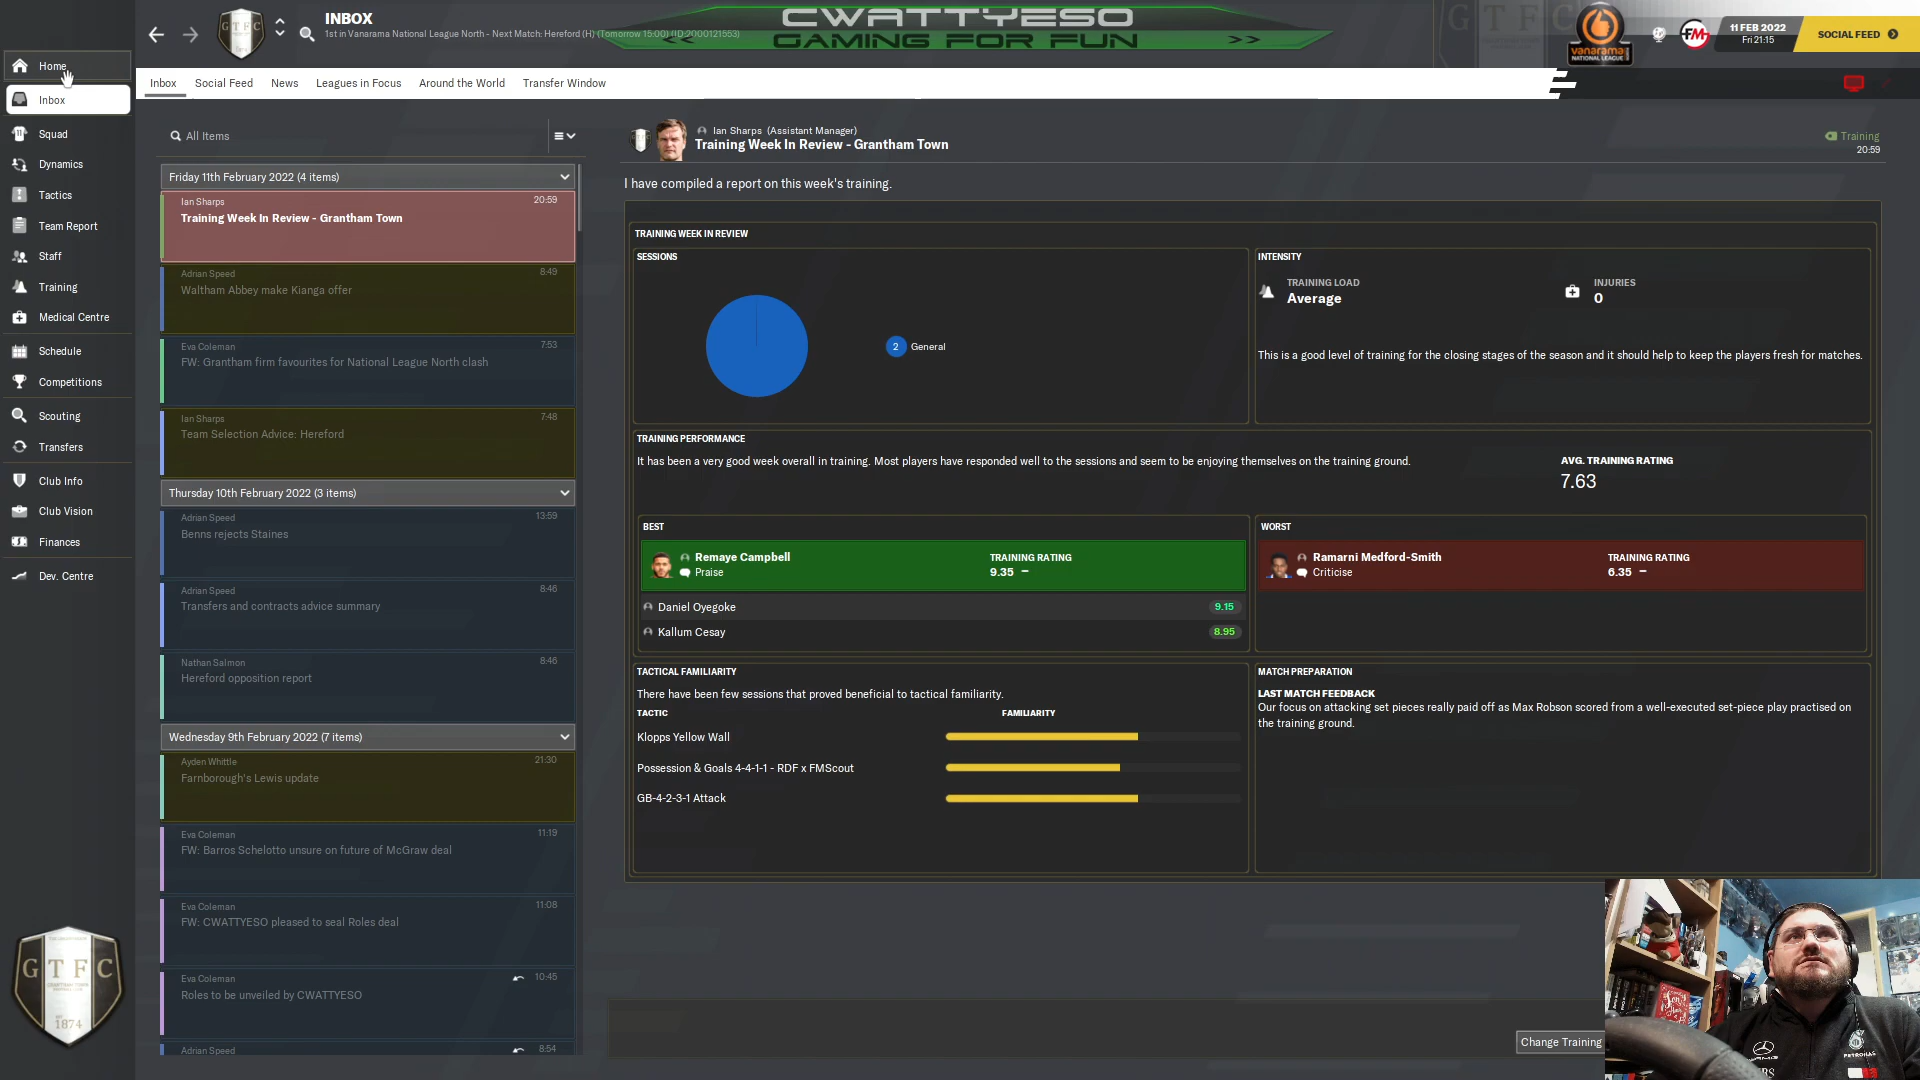 INBOX
1st in Vanarama National League North - Next Match: Hereford (H) (Tomorrow 15:00) (ID:2000121553)
CWATTYESO
GAMING FOR FUN
vanarama
NATIONAL LEAGUE
FM
11 FEB 2022
Fri 21:15
SOCIAL FEED
Home
Inbox
Squad
Dynamics
Tactics
Team Report
Staff
Training
Medical Centre
Schedule
Competitions
Scouting
Transfers
Club Info
Club Vision
Finances
Dev. Centre
GTFC
1874
Inbox
Social Feed
News
Leagues in Focus
Around the World
Transfer Window
All Items
Friday 11th February 2022 (4 items)
Ian Sharps
20:59
Training Week In Review - Grantham Town
Adrian Speed
8:49
Waltham Abbey make Kianga offer
Eva Coleman
7:53
FW: Grantham firm favourites for National League North clash
Ian Sharps
7:48
Team Selection Advice: Hereford
Thursday 10th February 2022 (3 items)
Adrian Speed
13:59
Benns rejects Staines
Adrian Speed
8:46
Transfers and contracts advice summary
Nathan Salmon
8:46
Hereford opposition report
Wednesday 9th February 2022 (7 items)
Ayden Whittle
21:30
Farnborough's Lewis update
Eva Coleman
11:19
FW: Barros Schelotto unsure on future of McGraw deal
Eva Coleman
11:08
FW: CWATTYESO pleased to seal Roles deal
Eva Coleman
10:45
Roles to be unveiled by CWATTYESO
Adrian Speed
8:54
Ian Sharps (Assistant Manager)
Training Week In Review - Grantham Town
Training
20:59
I have compiled a report on this week's training.
TRAINING WEEK IN REVIEW
SESSIONS
2 General
INTENSITY
TRAINING LOAD
Average
INJURIES
0
This is a good level of training for the closing stages of the season and it should help to keep the players fresh for matches.
TRAINING PERFORMANCE
It has been a very good week overall in training. Most players have responded well to the sessions and seem to be enjoying themselves on the training ground.
AVG. TRAINING RATING
7.63
BEST
Remaye Campbell
Praise
TRAINING RATING
9.35 -
Daniel Oyegoke
9.15
Kallum Cesay
8.95
WORST
Ramarni Medford-Smith
Criticise
TRAINING RATING
6.35 -
TACTICAL FAMILIARITY
There have been few sessions that proved beneficial to tactical familiarity.
TACTIC
FAMILIARITY
Klopps Yellow Wall
Possession & Goals 4-4-1-1 - RDF x FMScout
GB-4-2-3-1 Attack
MATCH PREPARATION
LAST MATCH FEEDBACK
Our focus on attacking set pieces really paid off as Max Robson scored from a well-executed set-piece play practised on
the training ground.
Change Training
PETRONAS